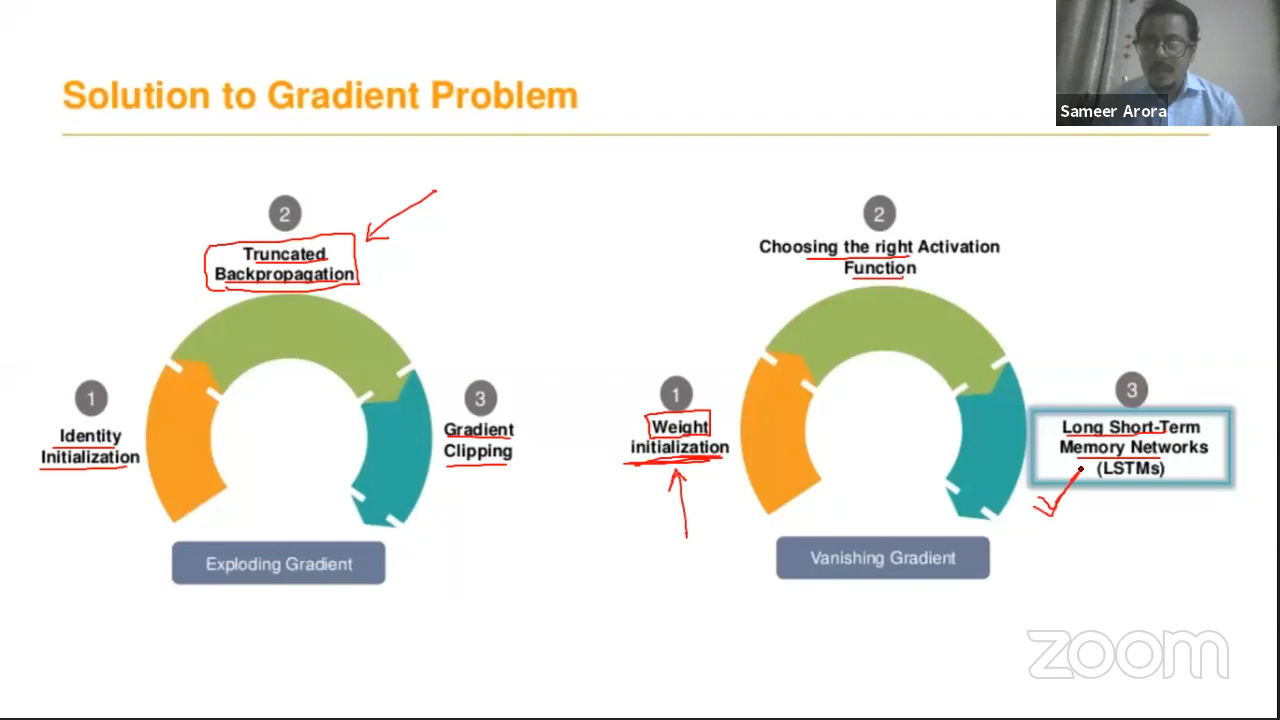 Solution to Gradient Problem
Sameer Arora
2
Truncated
Backpropagation
1
Identity
Initialization
3
Gradient
Clipping
Exploding Gradient
2
Choosing the right Activation
Function
1
Weight
initialization
3
Long Short-Term
Memory Networks
(LSTMs)
Vanishing Gradient
zoom